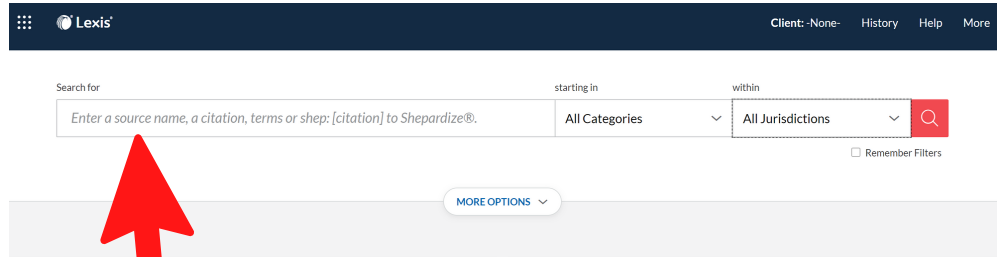 Lexis® Client: -None- History Help More
Search for starting in within
Enter a source name, a citation, terms or shep: [citation] to Shepardize®. All Categories All Jurisdictions
Remember Filters
MORE OPTIONS